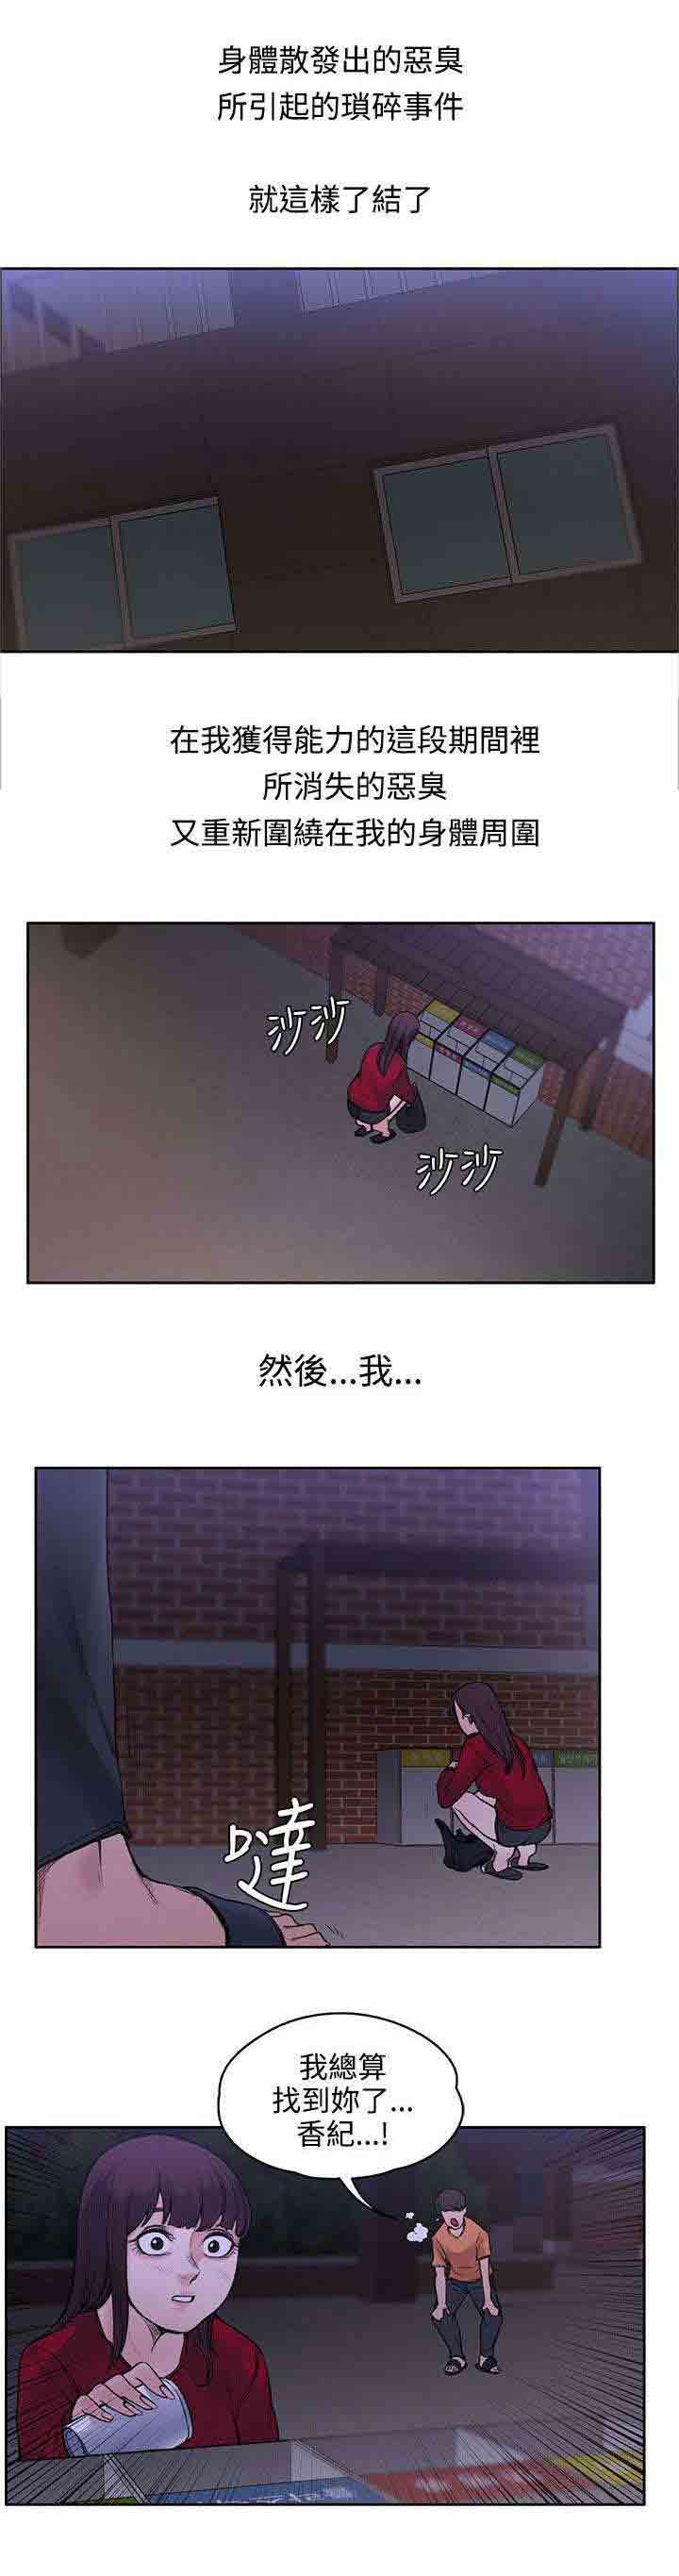 身體散發出的惡臭
所引起的瑣碎事件
就這樣了結了
在我獲得能力的這段期間裡
所消失的惡臭
又重新圍繞在我的身體周圍
沙沙
沙沙
然後...我...
噠
我總算
找到妳了...
香紀...!